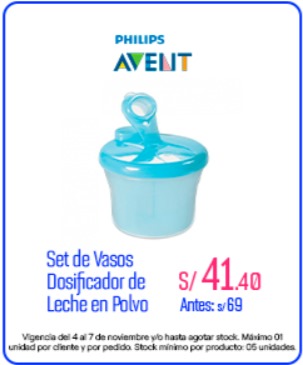 PHILIPS
AVENT
Set de Vasos
Dosificador de
Leche en Polvo
S/ 41.40
Antes: s/69
Vigencia del 4 al 7 de noviembre y/o hasta agotar stock. Máximo 01
unidad por cliente y por pedido. Stock mínimo por producto: 05 unidades.